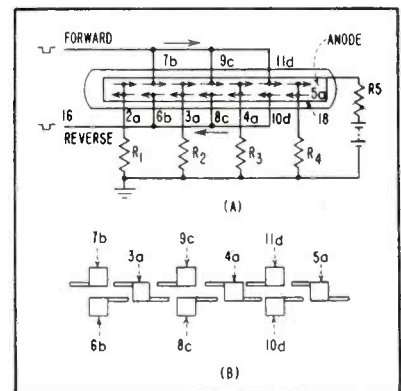 FORWARD
ANODE
7b 9c 11d
5a
R5
16 2a 6b 3a 8c 4a 10d 18
REVERSE
R1 R2 R3 R4
(A)
7b 9c 11d
3a 4a 5a
6b 8c 10d
(B)